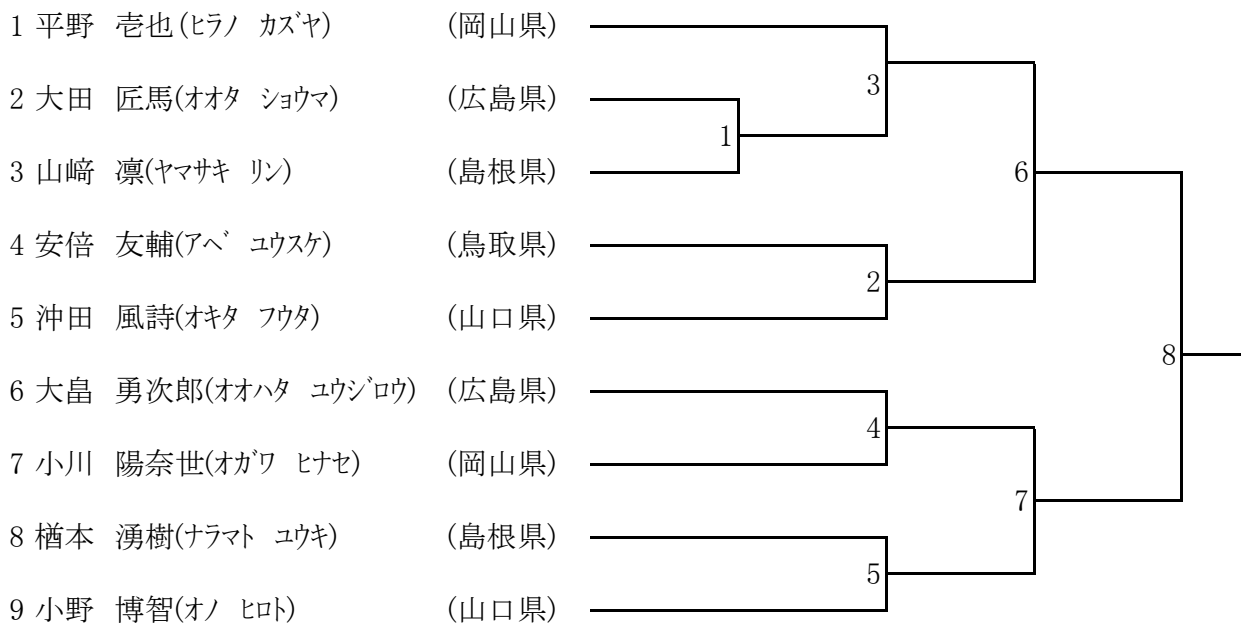 1 平野 壱也(ﾋﾗﾉ ｶｽﾞﾔ) (岡山県)
2 大田 匠馬(ｵｵﾀ ｼｮｳﾏ) (広島県)
3 山﨑 凛(ﾔﾏｻｷ ﾘﾝ) (島根県)
4 安倍 友輔(ｱﾍﾞ ﾕｳｽｹ) (鳥取県)
5 沖田 風詩(ｵｷﾀ ﾌｳﾀ) (山口県)
6 大畠 勇次郎(ｵｵﾊﾀ ﾕｳｼﾞﾛｳ) (広島県)
7 小川 陽奈世(ｵｶﾞﾜ ﾋﾅｾ) (岡山県)
8 楢本 湧樹(ﾅﾗﾏﾄ ﾕｳｷ) (島根県)
9 小野 博智(ｵﾉ ﾋﾛﾄ) (山口県)
3
1
6
2
8
4
7
5